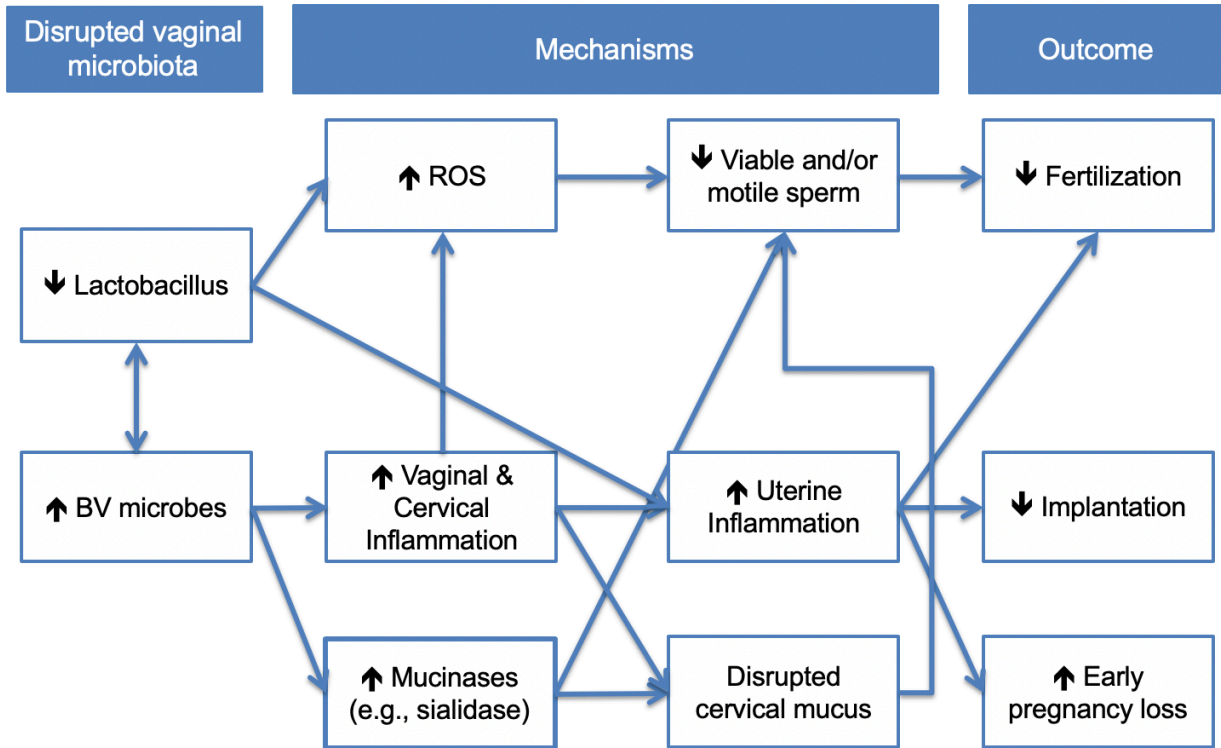 Disrupted vaginal
microbiota
Mechanisms
Outcome
↑ ROS
↓ Viable and/or
motile sperm
↓ Fertilization
↓ Lactobacillus
↑ BV microbes
↑ Vaginal &
Cervical
Inflammation
↑ Uterine
Inflammation
↓ Implantation
↑ Mucinases
(e.g., sialidase)
Disrupted
cervical mucus
↑ Early
pregnancy loss